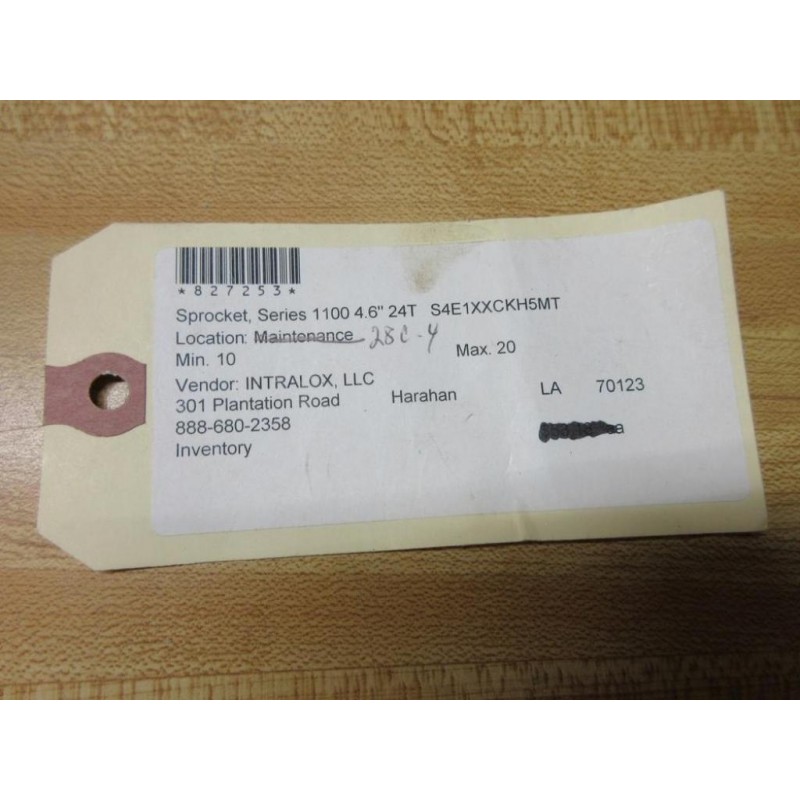 *827253*
Sprocket, Series 1100 4.6" 24T S4E1XXCKH5MT
Location: Maintenance 28C-4
Min. 10 Max. 20
Vendor: INTRALOX, LLC
301 Plantation Road Harahan LA 70123
888-680-2358
Inventory